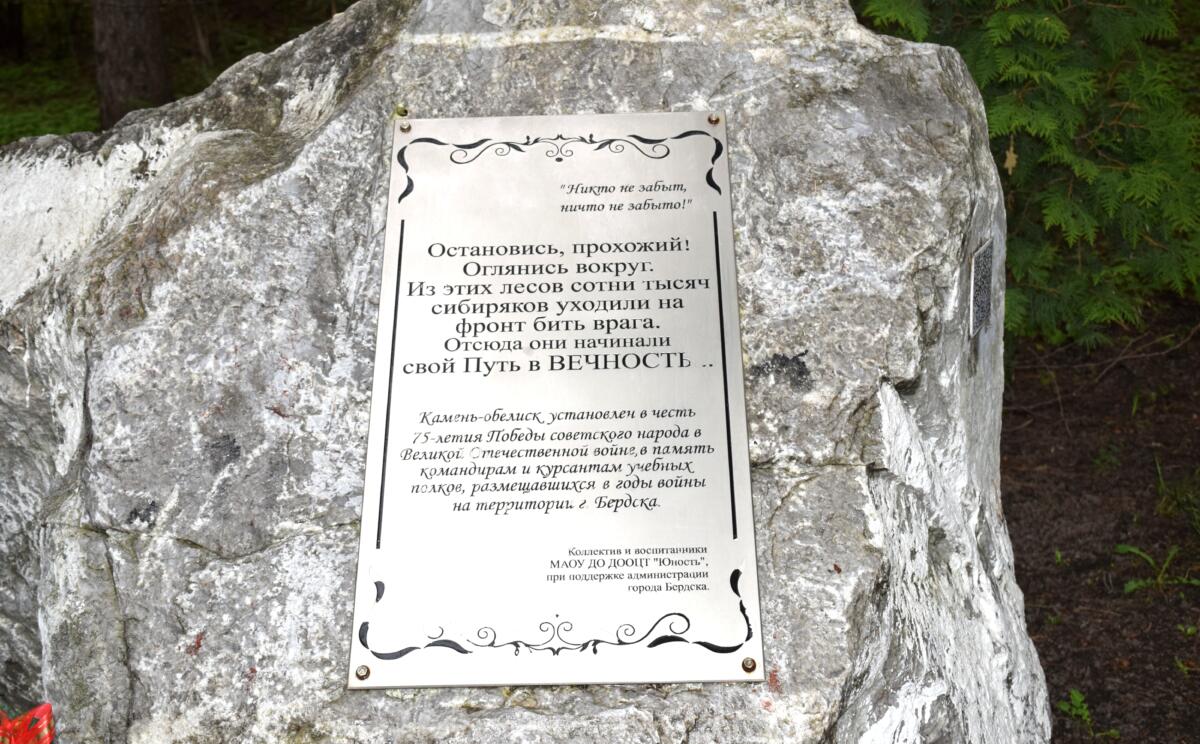 "Никто не забыт,
ничто не забыто!"
Остановись, прохожий!
Оглянись вокруг.
Из этих лесов сотни тысяч
сибиряков уходили на
фронт бить врага.
Отсюда они начинали
свой Путь в ВЕЧНОСТЬ ..
Камень-обелиск установлен в честь
75-летия Победы советского народа в
Великой Отечественной войне, в память
командирам и курсантам учебных
полков, размещавшихся в годы войны
на территории г. Бердска.
Коллектив и воспитанники
МАОУ ДО ДООЦТ "Юность",
при поддержке администрации
города Бердска.